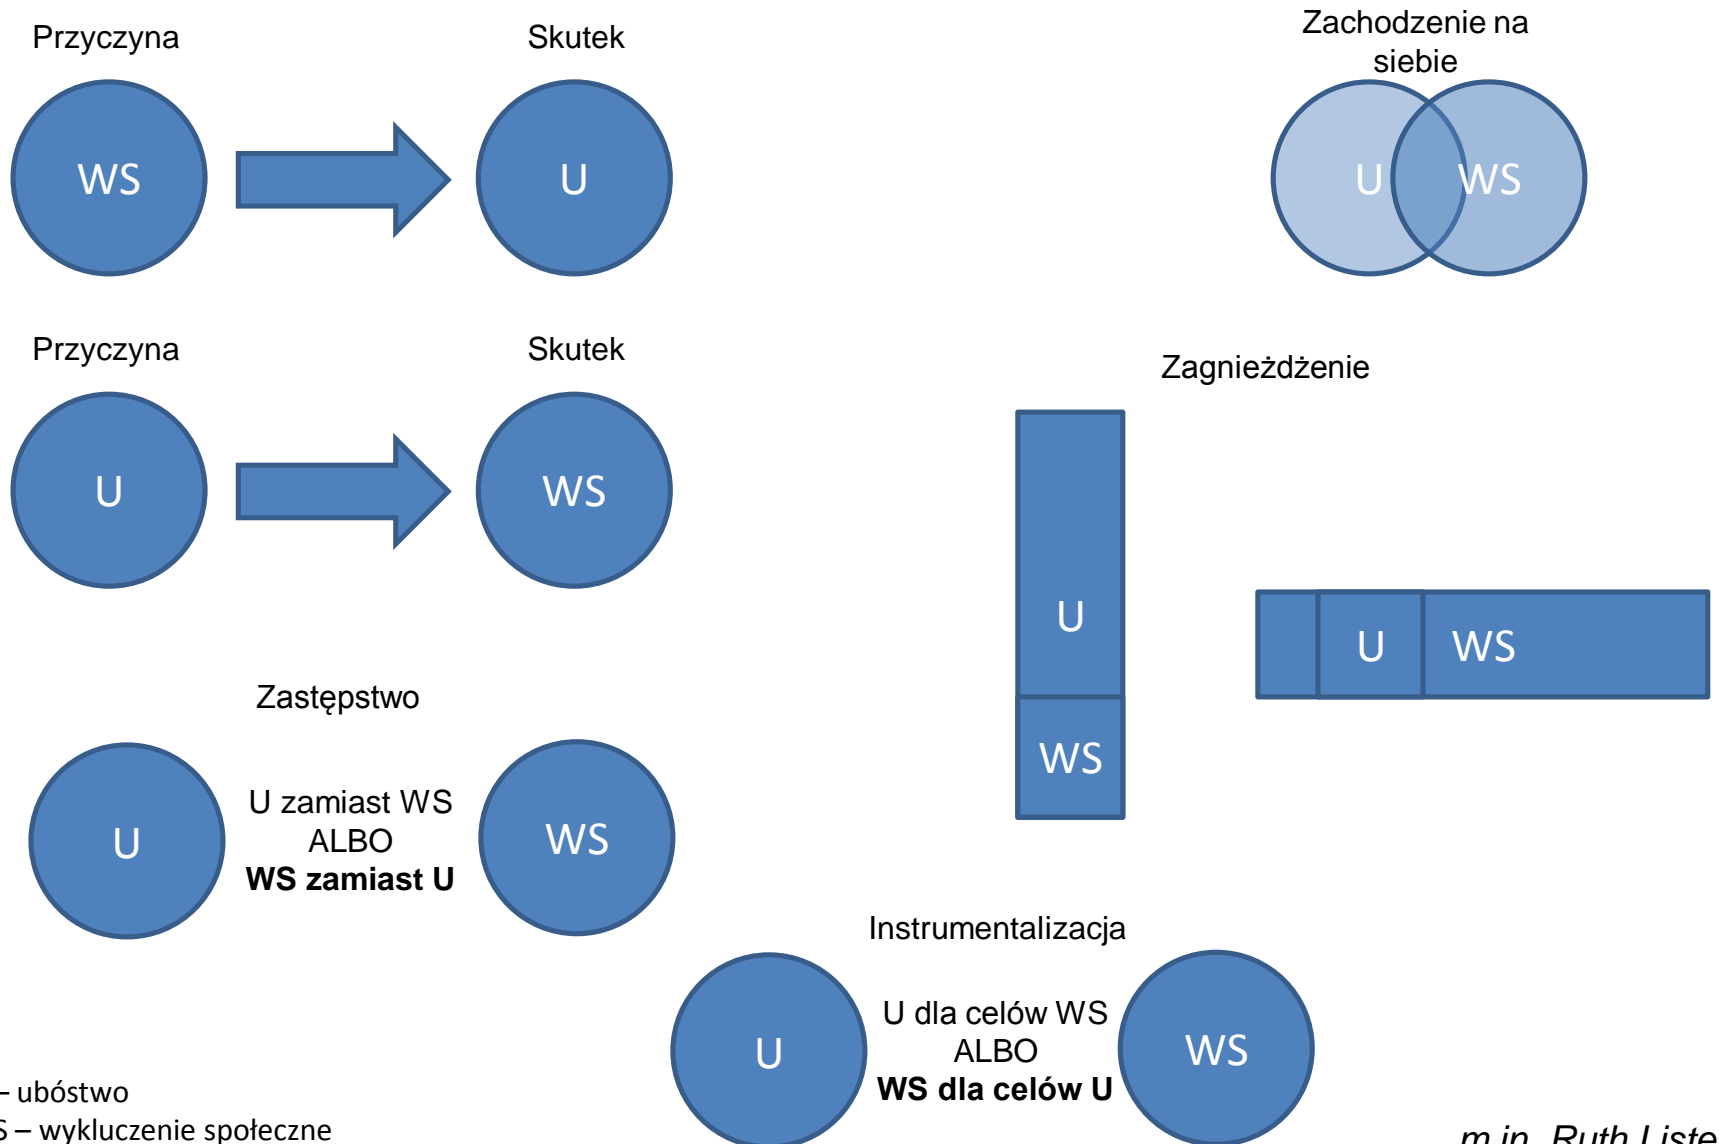 Przyczyna
Skutek
WS
U
Zachodzenie na
siebie
U
WS
Przyczyna
Skutek
U
WS
Zagnieżdżenie
U
WS
U
WS
Zastępstwo
U
U zamiast WS
ALBO
WS zamiast U
WS
Instrumentalizacja
U
U dla celów WS
ALBO
WS dla celów U
WS
– ubóstwo
S – wykluczenie społeczne
m.in. Ruth Liste